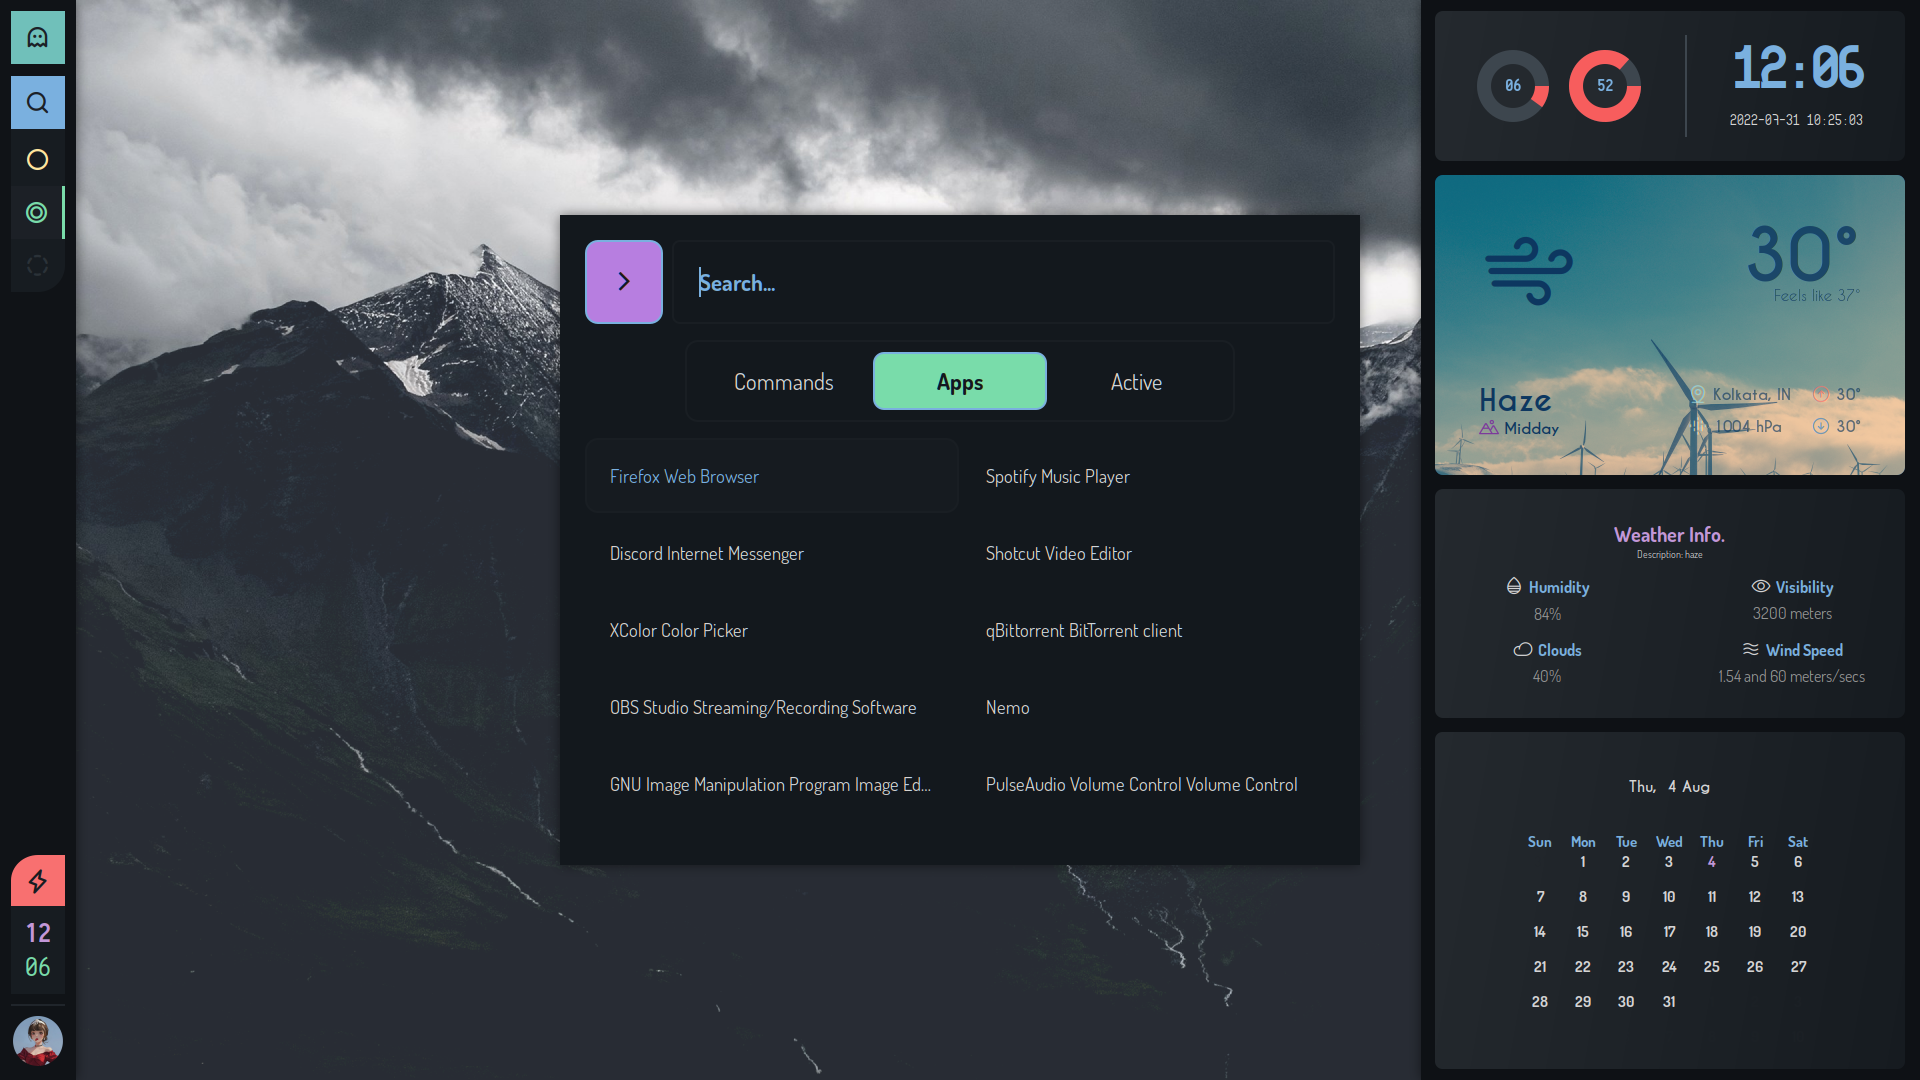 12
06
Search...
Commands
Apps
Active
Firefox Web Browser
Spotify Music Player
Discord Internet Messenger
Shotcut Video Editor
XColor Color Picker
qBittorrent BitTorrent client
OBS Studio Streaming/Recording Software
Nemo
GNU Image Manipulation Program Image Ed...
PulseAudio Volume Control Volume Control
06
52
12:06
2022-07-31 10:25:03
30°
Feels like 37°
Haze
Midday
Kolkata, IN
30°
1004 hPa
30°
Weather Info.
Description: haze
Humidity
84%
Visibility
3200 meters
Clouds
40%
Wind Speed
1.54 and 60 meters/secs
Thu, 4 Aug
Sun Mon Tue Wed Thu Fri Sat
1 2 3 4 5 6
7 8 9 10 11 12 13
14 15 16 17 18 19 20
21 22 23 24 25 26 27
28 29 30 31